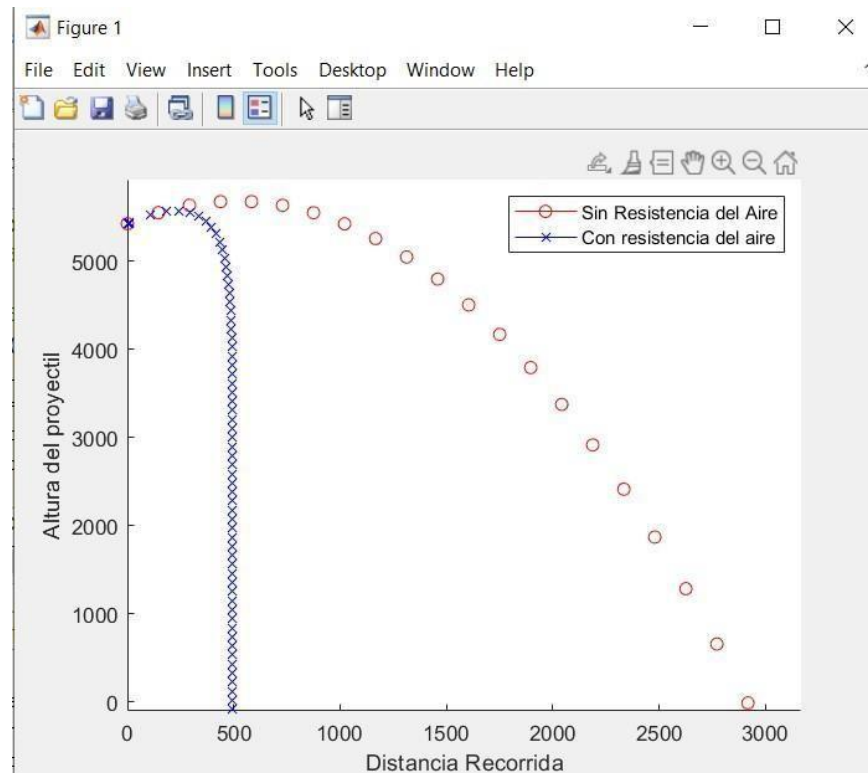 Figure 1
File Edit View Insert Tools Desktop Window Help
Sin Resistencia del Aire
Con resistencia del aire
5000
4000
3000
2000
1000
0
Altura del proyectil
0 500 1000 1500 2000 2500 3000
Distancia Recorrida